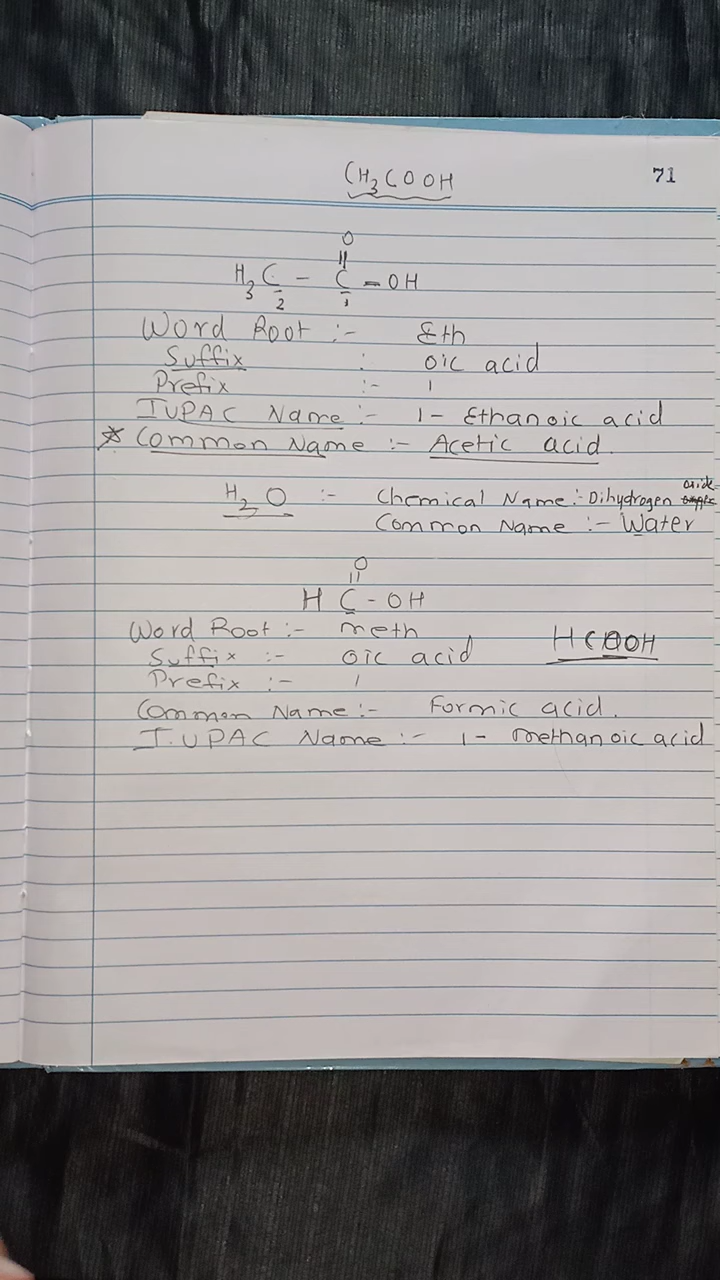 CH3COOH
71
O
||
H3C - C - OH
2 1
Word Root :- Eth
Suffix : oic acid
Prefix :- 1
IUPAC Name :- 1- Ethanoic acid
* Common Name :- Acetic acid.
H2O :- Chemical Name :- Dihydrogen oxide
Common Name :- Water
O
||
H C - OH
Word Root :- meth
HCOOH
Suffix :- oic acid
Prefix :- 1
Common Name :- Formic acid.
I.UPAC Name :- 1- methanoic acid